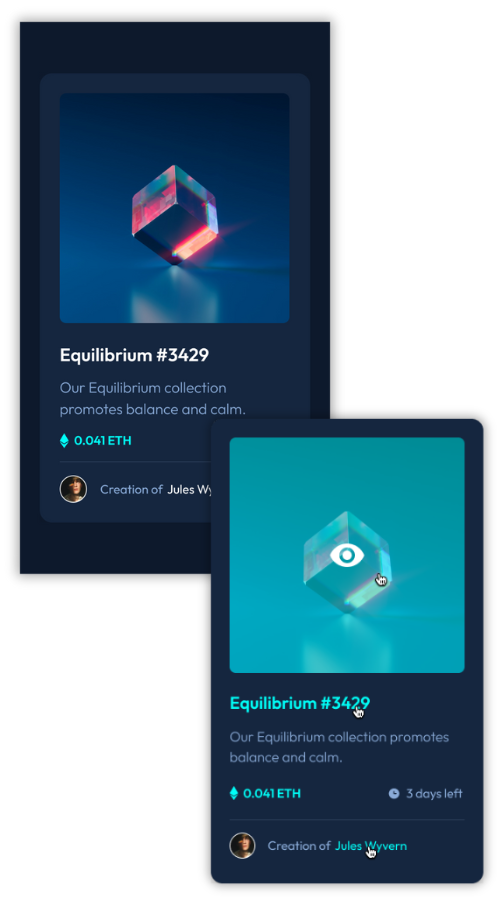 Equilibrium #3429
Our Equilibrium collection
promotes balance and calm.
0.041 ETH
Creation of Jules Wy
Equilibrium #3429
Our Equilibrium collection promotes
balance and calm.
0.041 ETH 3 days left
Creation of Jules Wyvern